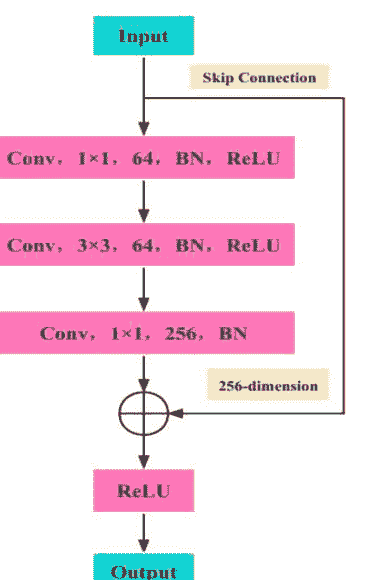 Input
Skip Connection
Conv, 1×1, 64, BN, ReLU
Conv, 3×3, 64, BN, ReLU
Conv, 1×1, 256, BN
256-dimension
ReLU
Output